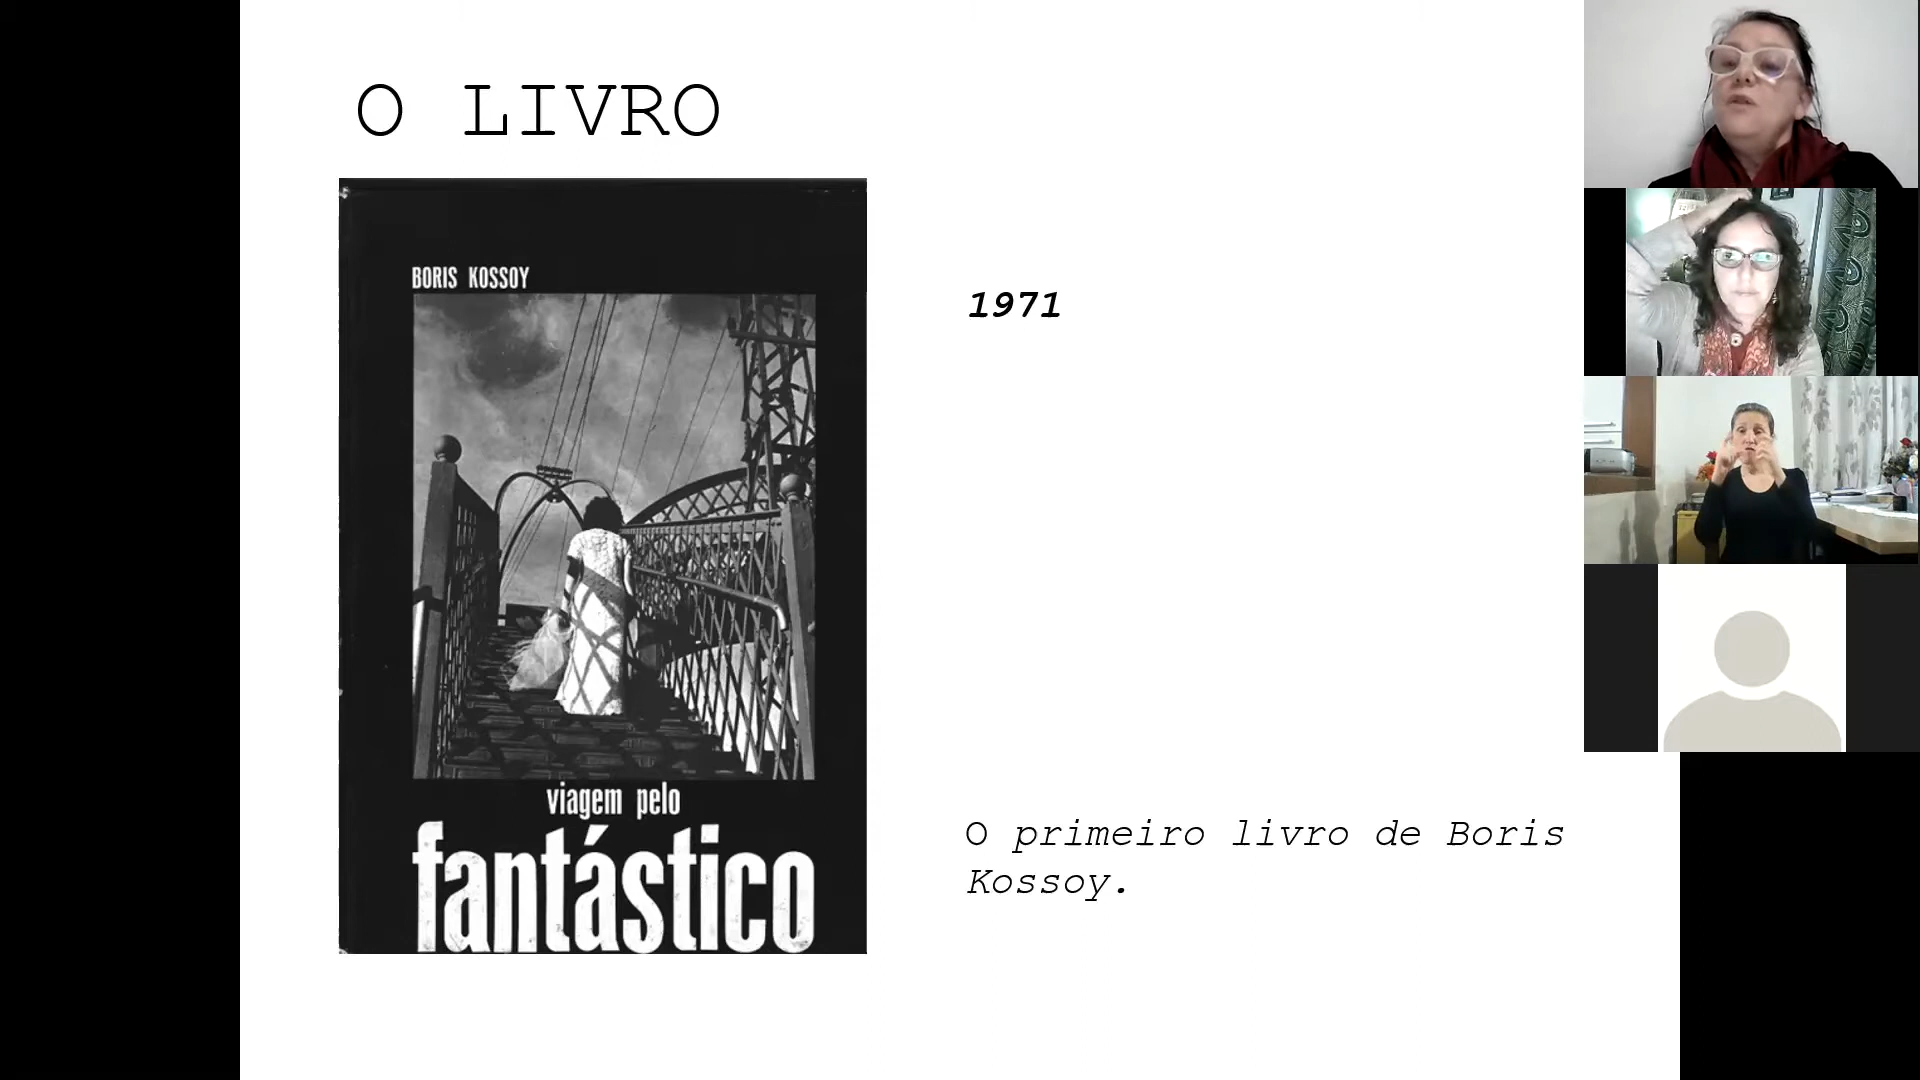 O LIVRO
BORIS KOSSOY
viagem pelo
fantástico
1971
O primeiro livro de Boris
Kossoy.